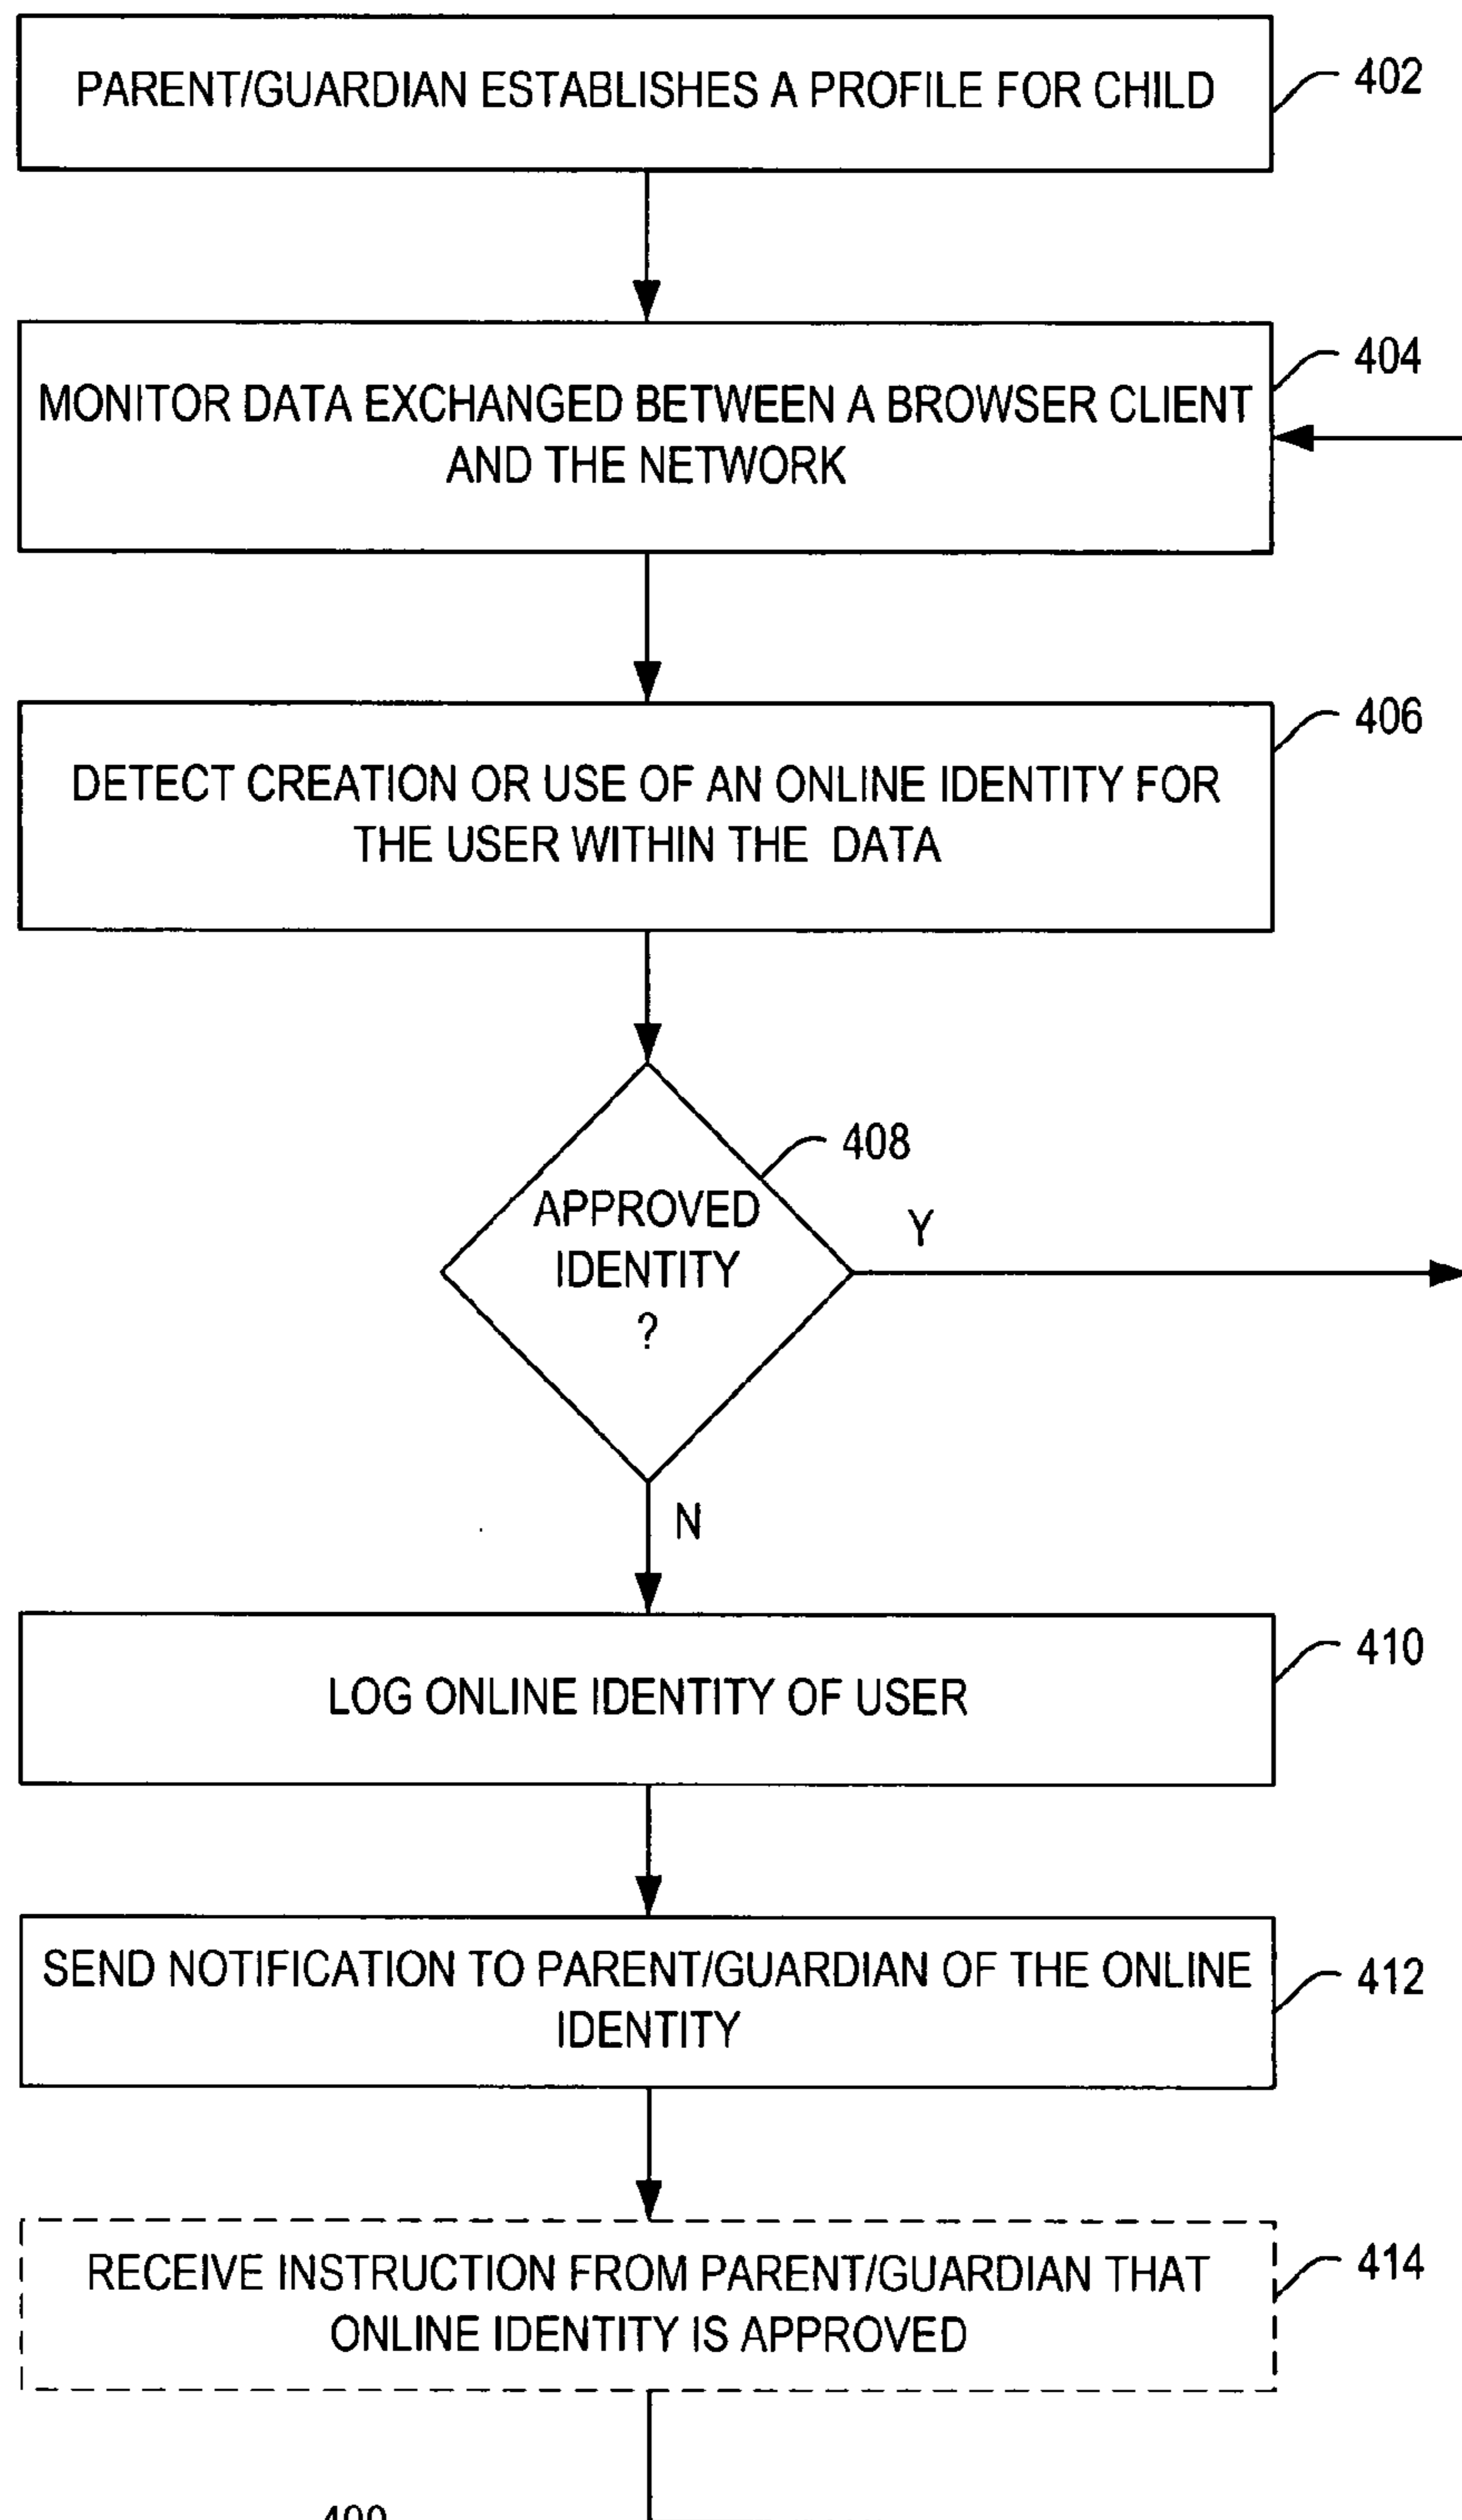 PARENT/GUARDIAN ESTABLISHES A PROFILE FOR CHILD
402
MONITOR DATA EXCHANGED BETWEEN A BROWSER CLIENT
AND THE NETWORK
404
DETECT CREATION OR USE OF AN ONLINE IDENTITY FOR
THE USER WITHIN THE DATA
406
APPROVED
IDENTITY
?
408
Y
N
LOG ONLINE IDENTITY OF USER
410
SEND NOTIFICATION TO PARENT/GUARDIAN OF THE ONLINE
IDENTITY
412
RECEIVE INSTRUCTION FROM PARENT/GUARDIAN THAT
ONLINE IDENTITY IS APPROVED
414